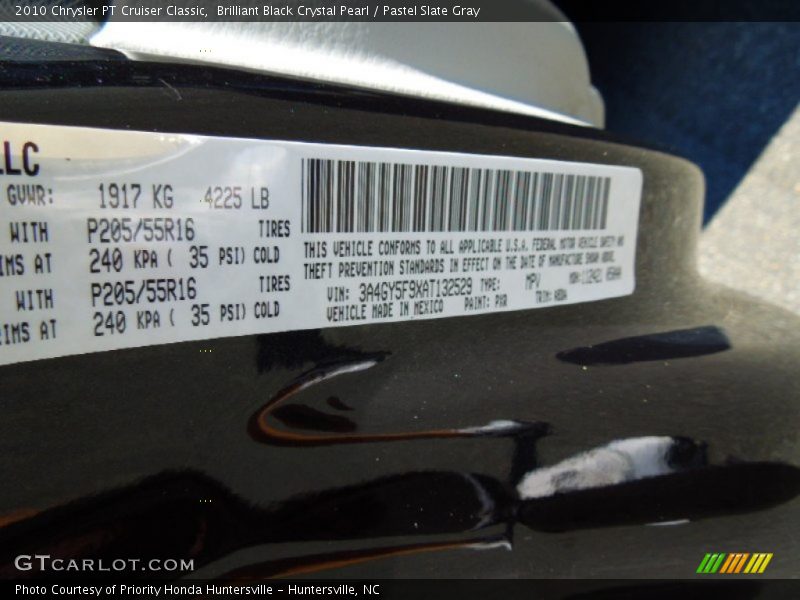 2010 Chrysler PT Cruiser Classic,  Brilliant Black Crystal Pearl / Pastel Slate Gray
LLC
GVWR: 1917 KG 4225 LB
WITH P205/55R16 TIRES
IMS AT 240 KPA ( 35 PSI) COLD
WITH P205/55R16 TIRES
RIMS AT 240 KPA ( 35 PSI) COLD
THIS VEHICLE CONFORMS TO ALL APPLICABLE U.S.A. FEDERAL MOTOR VEHICLE SAFETY AND
THEFT PREVENTION STANDARDS IN EFFECT ON THE DATE OF MANUFACTURE SHOWN ABOVE.
VIN: 3A4GY5F9XAT132529 TYPE: MPV
VEHICLE MADE IN MEXICO PAINT: PXR TRIM:
GTCARLOT.COM
Photo Courtesy of Priority Honda Huntersville – Huntersville, NC